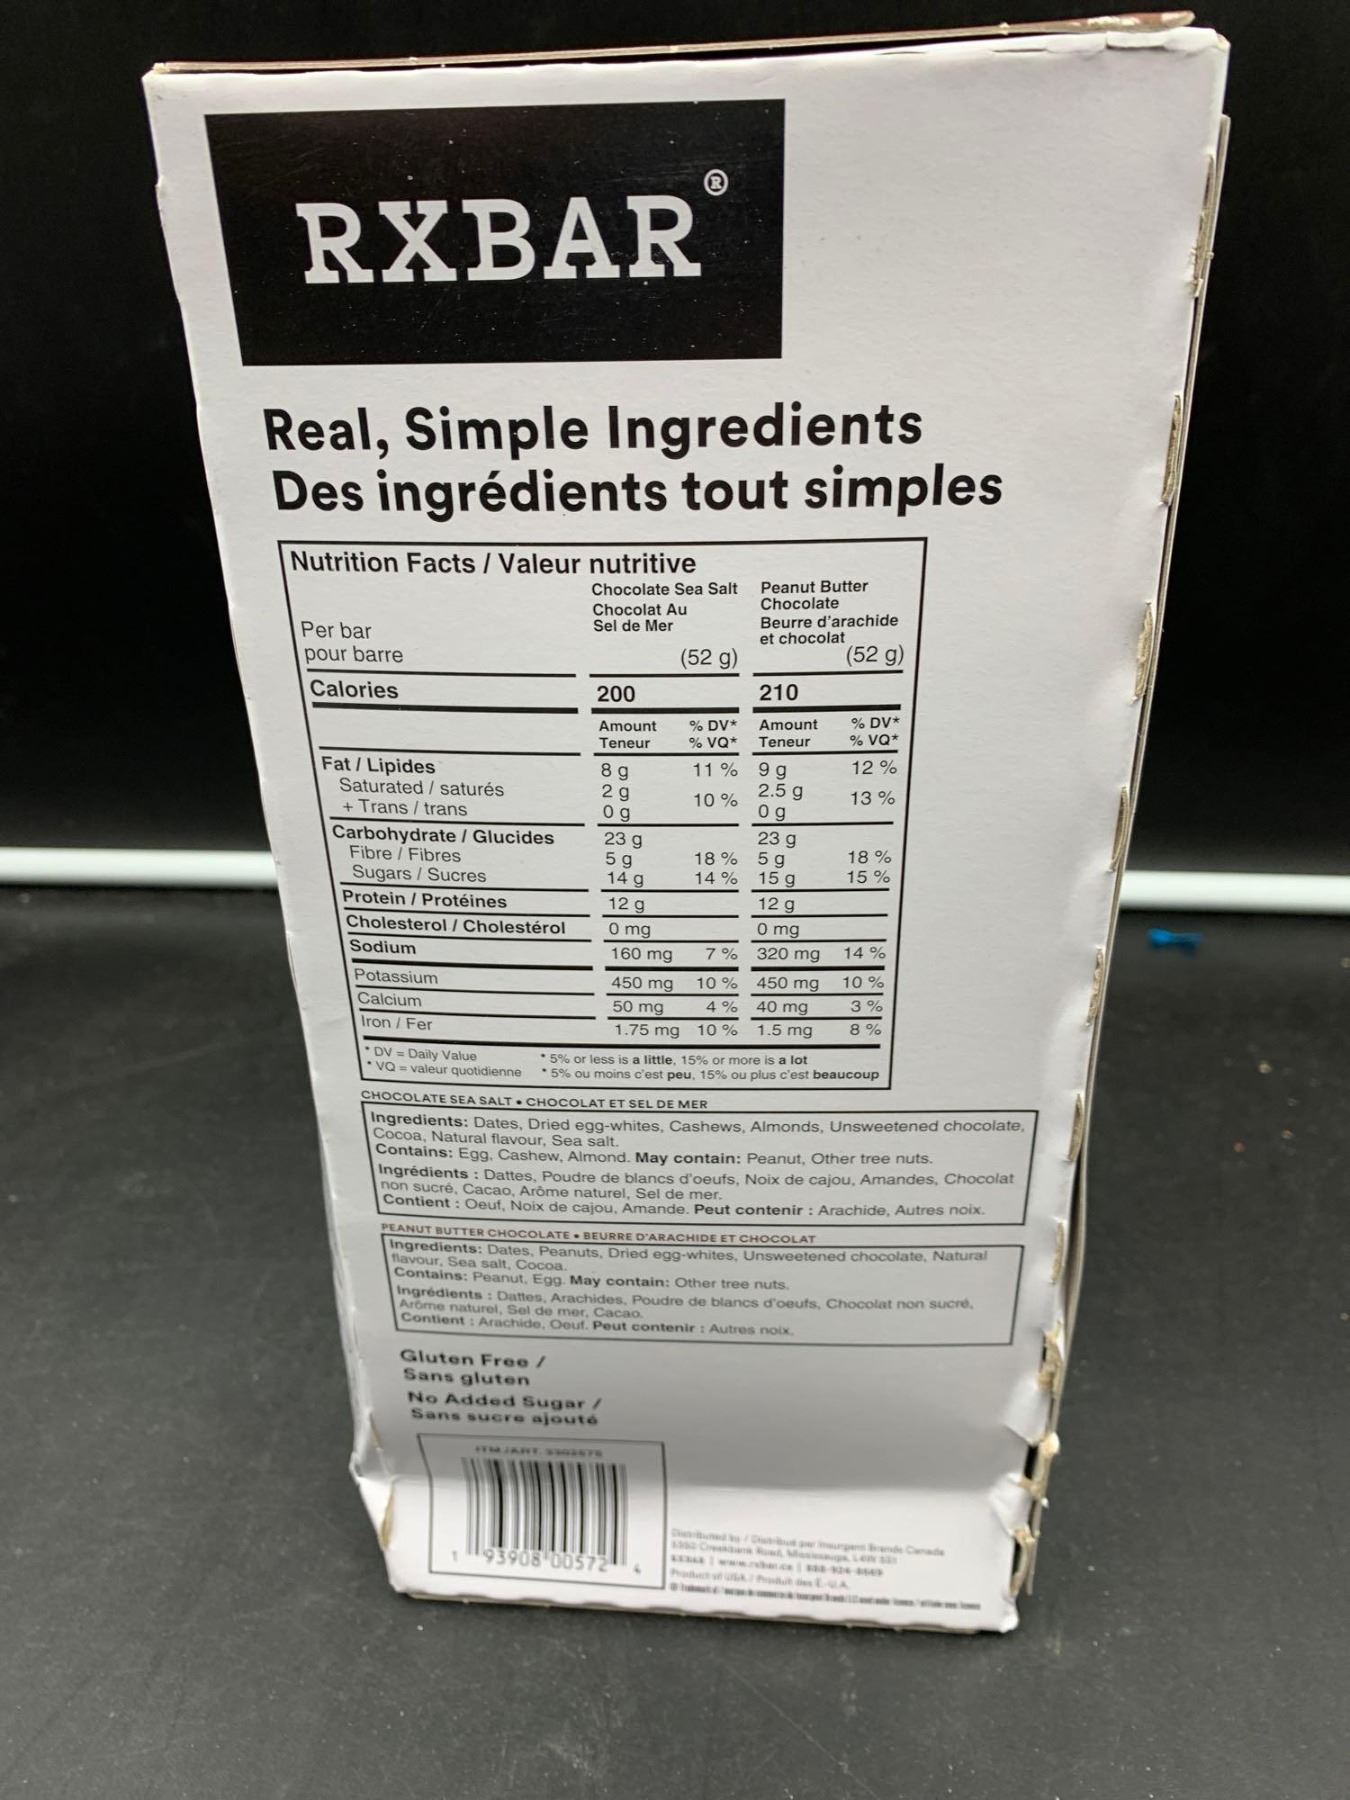 RXBAR®
Real, Simple Ingredients
Des ingrédients tout simples
Nutrition Facts / Valeur nutritive
Chocolate Sea Salt Peanut Butter
Chocolat Au Chocolate
Sel de Mer Beurre d'arachide
et chocolat
Per bar
pour barre (52 g) (52 g)
Calories 200 210
Amount % DV* Amount % DV*
Teneur % VQ* Teneur % VQ*
Fat / Lipides 8 g 11 % 9 g 12 %
Saturated / saturés 2 g 10 % 2.5 g 13 %
+ Trans / trans 0 g 0 g
Carbohydrate / Glucides 23 g 23 g
Fibre / Fibres 5 g 18 % 5 g 18 %
Sugars / Sucres 14 g 14 % 15 g 15 %
Protein / Protéines 12 g 12 g
Cholesterol / Cholestérol 0 mg 0 mg
Sodium 160 mg 7 % 320 mg 14 %
Potassium 450 mg 10 % 450 mg 10 %
Calcium 50 mg 4 % 40 mg 3 %
Iron / Fer 1.75 mg 10 % 1.5 mg 8 %
* DV = Daily Value * 5% or less is a little, 15% or more is a lot
* VQ = valeur quotidienne * 5% ou moins c'est peu, 15% ou plus c'est beaucoup
CHOCOLATE SEA SALT • CHOCOLAT ET SEL DE MER
Ingredients: Dates, Dried egg-whites, Cashews, Almonds, Unsweetened chocolate,
Cocoa, Natural flavour, Sea salt.
Contains: Egg, Cashew, Almond. May contain: Peanut, Other tree nuts.
Ingrédients : Dattes, Poudre de blancs d'oeufs, Noix de cajou, Amandes, Chocolat
non sucré, Cacao, Arôme naturel, Sel de mer.
Contient : Oeuf, Noix de cajou, Amande. Peut contenir : Arachide, Autres noix.
PEANUT BUTTER CHOCOLATE • BEURRE D'ARACHIDE ET CHOCOLAT
Ingredients: Dates, Peanuts, Dried egg-whites, Unsweetened chocolate, Natural
flavour, Sea salt, Cocoa.
Contains: Peanut, Egg. May contain: Other tree nuts.
Ingrédients : Dattes, Arachides, Poudre de blancs d'oeufs, Chocolat non sucré,
Arôme naturel, Sel de mer, Cacao.
Contient : Arachide, Oeuf. Peut contenir : Autres noix.
Gluten Free /
Sans gluten
No Added Sugar /
Sans sucre ajouté
ITM./ART.
1 93908 00572 4
Distributed by / Distribué par Insurgent Brands Canada
Road, Mississauga,
www.rxbar.ca
Product of USA / Produit des É.-U.A.